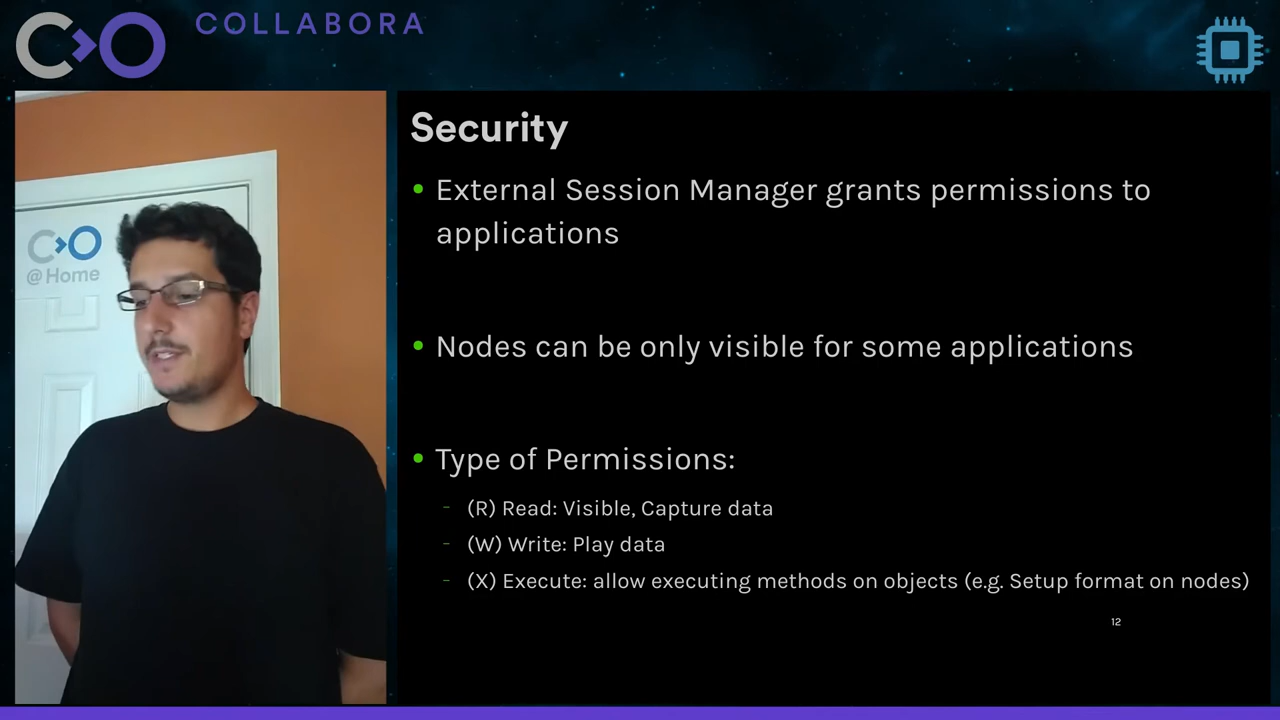 COLLABORA
@Home
Security
• External Session Manager grants permissions to
applications
• Nodes can be only visible for some applications
• Type of Permissions:
- (R) Read: Visible, Capture data
- (W) Write: Play data
- (X) Execute: allow executing methods on objects (e.g. Setup format on nodes)
12